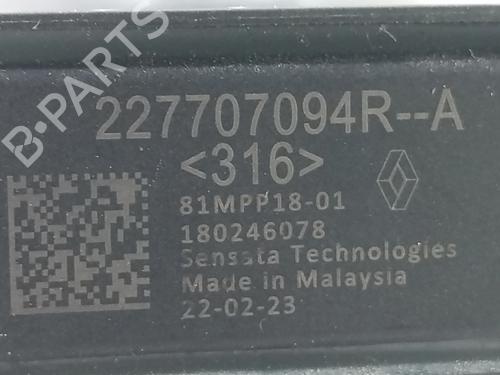 B-PARTS
227707094R--A
<316>
81MPP18-01
180246078
Sensata Technologies
Made in Malaysia
22-02-23